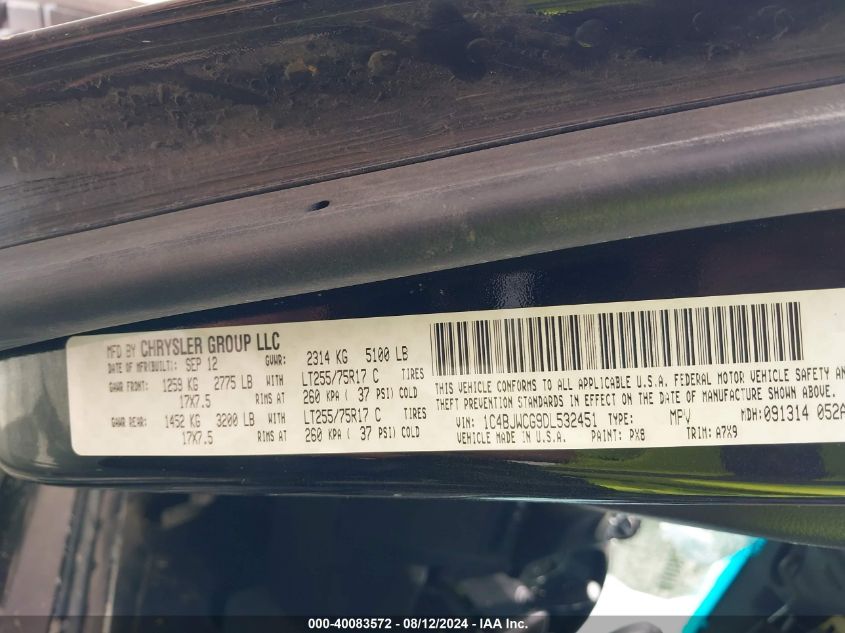 MFD BY CHRYSLER GROUP LLC
DATE OF MFR(BUILT): SEP 12 GVWR: 2314 KG 5100 LB
GAWR FRONT: 1259 KG 2775 LB WITH LT255/75R17 C TIRES
17X7.5 RIMS AT 260 KPA ( 37 PSI) COLD
GAWR REAR: 1452 KG 3200 LB WITH LT255/75R17 C TIRES
17X7.5 RIMS AT 260 KPA ( 37 PSI) COLD
THIS VEHICLE CONFORMS TO ALL APPLICABLE U.S.A. FEDERAL MOTOR VEHICLE SAFETY AN
THEFT PREVENTION STANDARDS IN EFFECT ON THE DATE OF MANUFACTURE SHOWN ABOVE.
VIN: 1C4BJWCG9DL532451 TYPE: MPV MDH:091314 052A
VEHICLE MADE IN U.S.A. PAINT: PX8 TRIM: A7X9
000-40083572 - 08/12/2024 - IAA Inc.